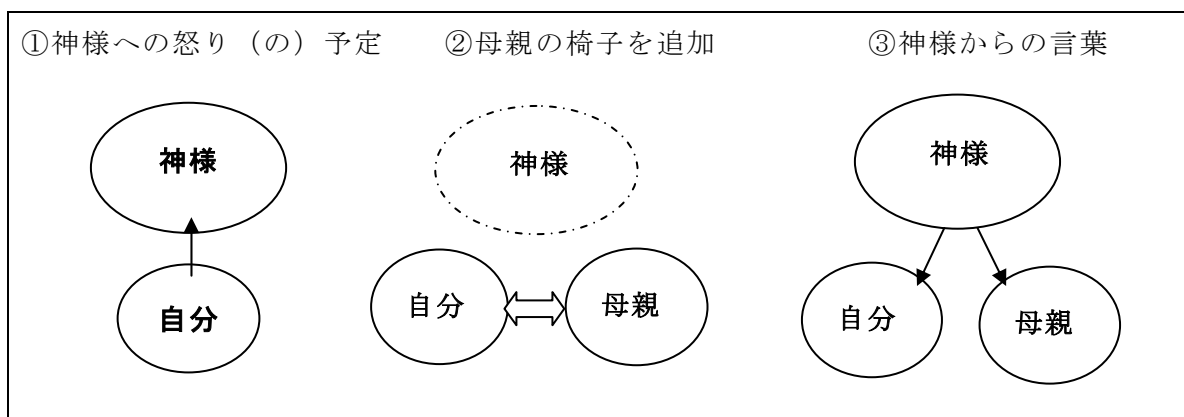 ①神様への怒り（の）予定
②母親の椅子を追加
③神様からの言葉
神様
自分
神様
自分
母親
神様
自分
母親